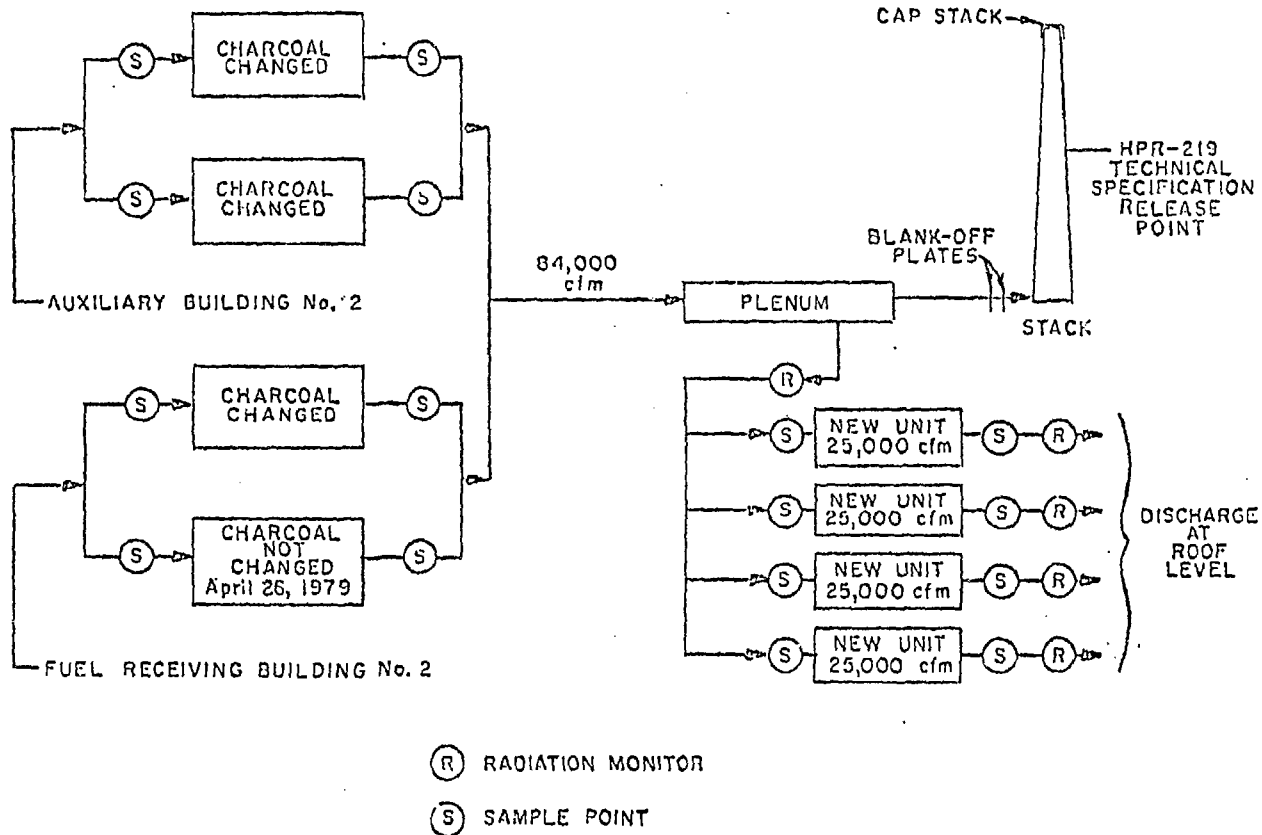 CAP STACK
S
CHARCOAL
CHANGED
S
S
CHARCOAL
CHANGED
S
HPR-219
TECHNICAL
SPECIFICATION
RELEASE
POINT
AUXILIARY BUILDING No. 2
84,000
cfm
PLENUM
BLANK-OFF
PLATES
STACK
S
CHARCOAL
CHANGED
S
S
CHARCOAL
NOT
CHANGED
April 26, 1979
S
FUEL RECEIVING BUILDING No. 2
R
S
NEW UNIT
25,000 cfm
S
R
S
NEW UNIT
25,000 cfm
S
R
S
NEW UNIT
25,000 cfm
S
R
S
NEW UNIT
25,000 cfm
S
R
DISCHARGE
AT
ROOF
LEVEL
R RADIATION MONITOR
S SAMPLE POINT